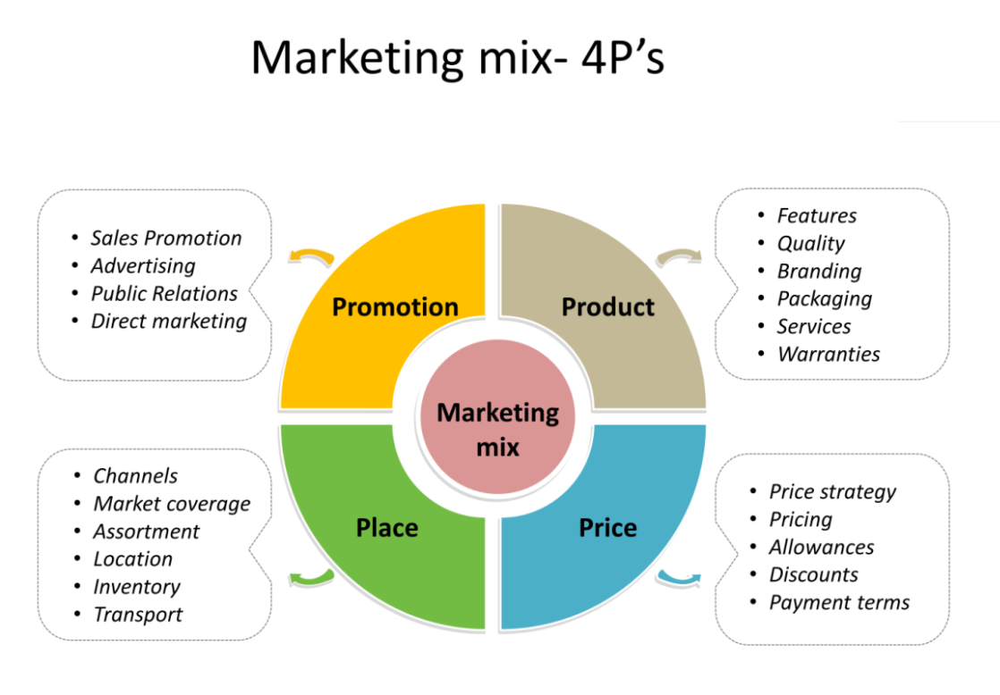 Marketing mix- 4P’s
• Sales Promotion
• Advertising
• Public Relations
• Direct marketing
Promotion
Product
• Features
• Quality
• Branding
• Packaging
• Services
• Warranties
Marketing
mix
• Channels
• Market coverage
• Assortment
• Location
• Inventory
• Transport
Place
Price
• Price strategy
• Pricing
• Allowances
• Discounts
• Payment terms